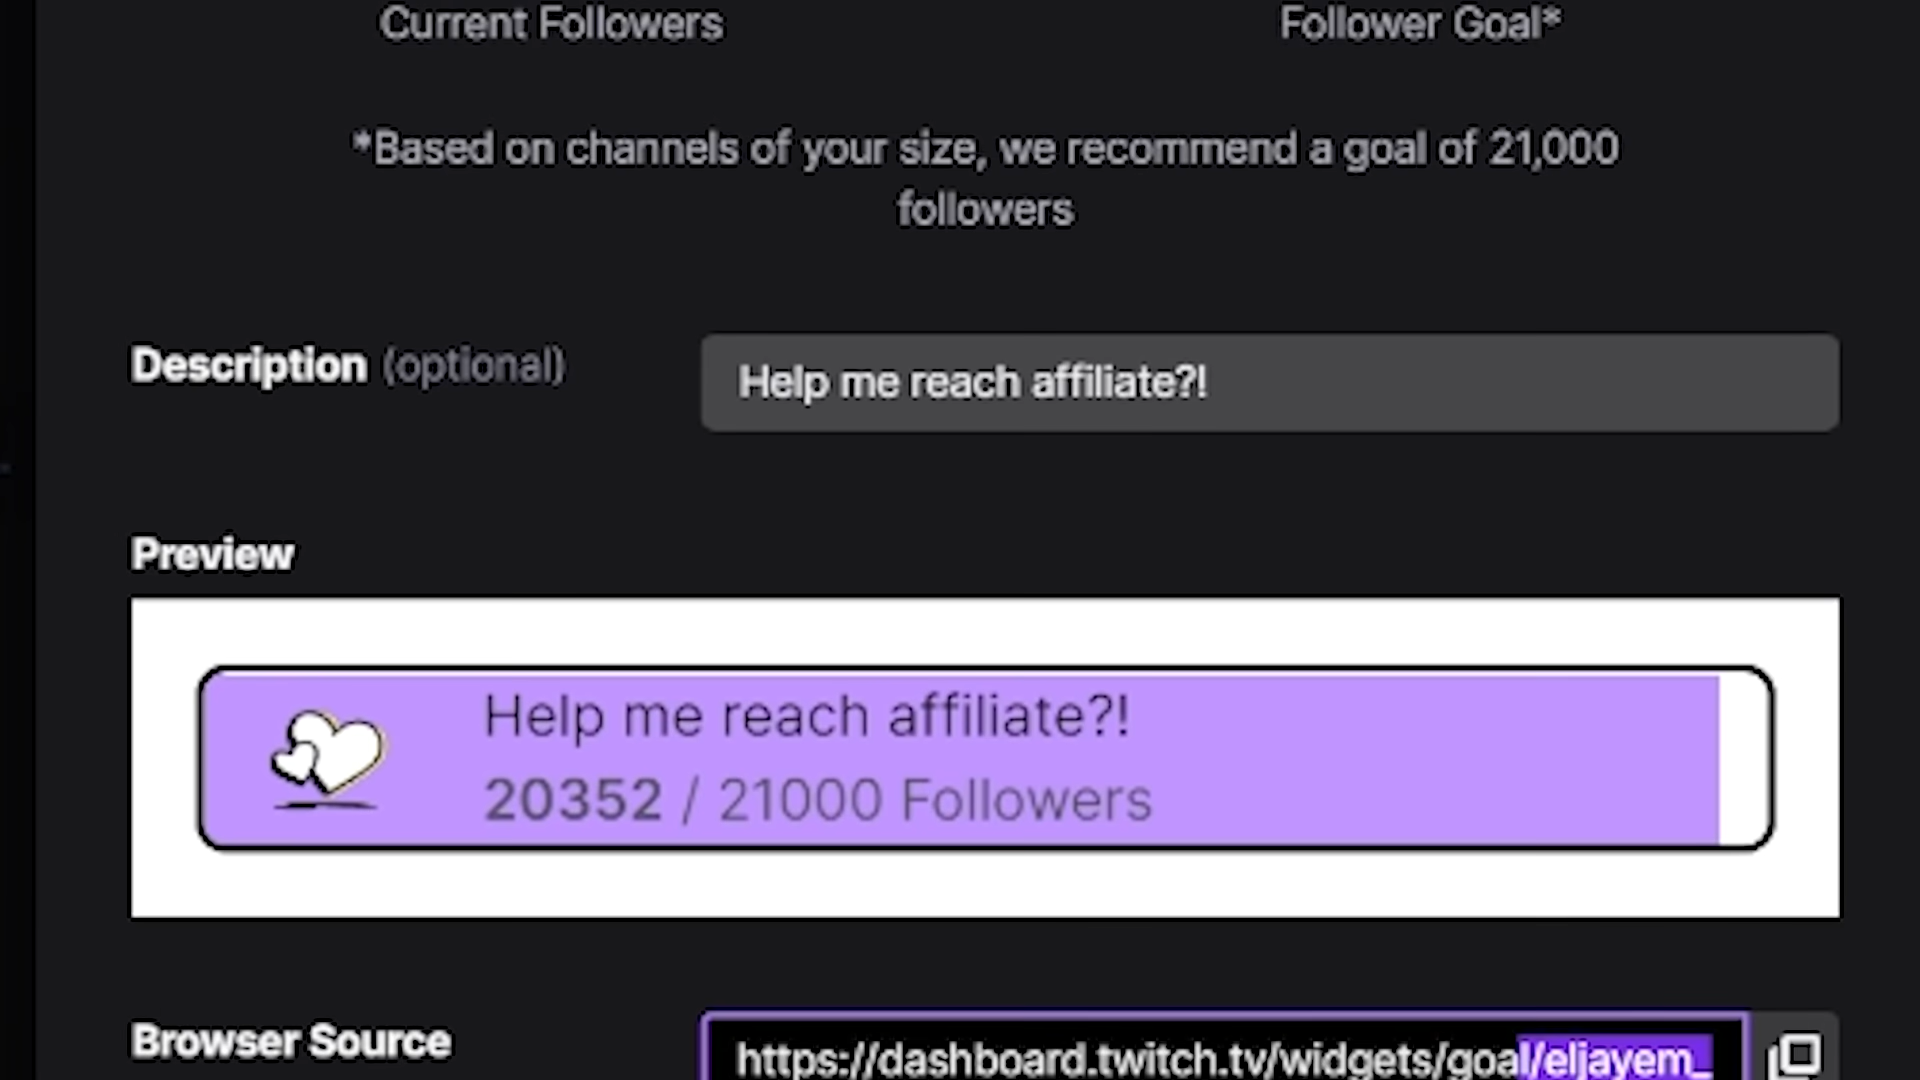 Current Followers Follower Goal*
*Based on channels of your size, we recommend a goal of 21,000
followers
Description (optional) Help me reach affiliate?!
Preview
Help me reach affiliate?!
20352 / 21000 Followers
Browser Source https://dashboard.twitch.tv/widgets/goal/eljayem_